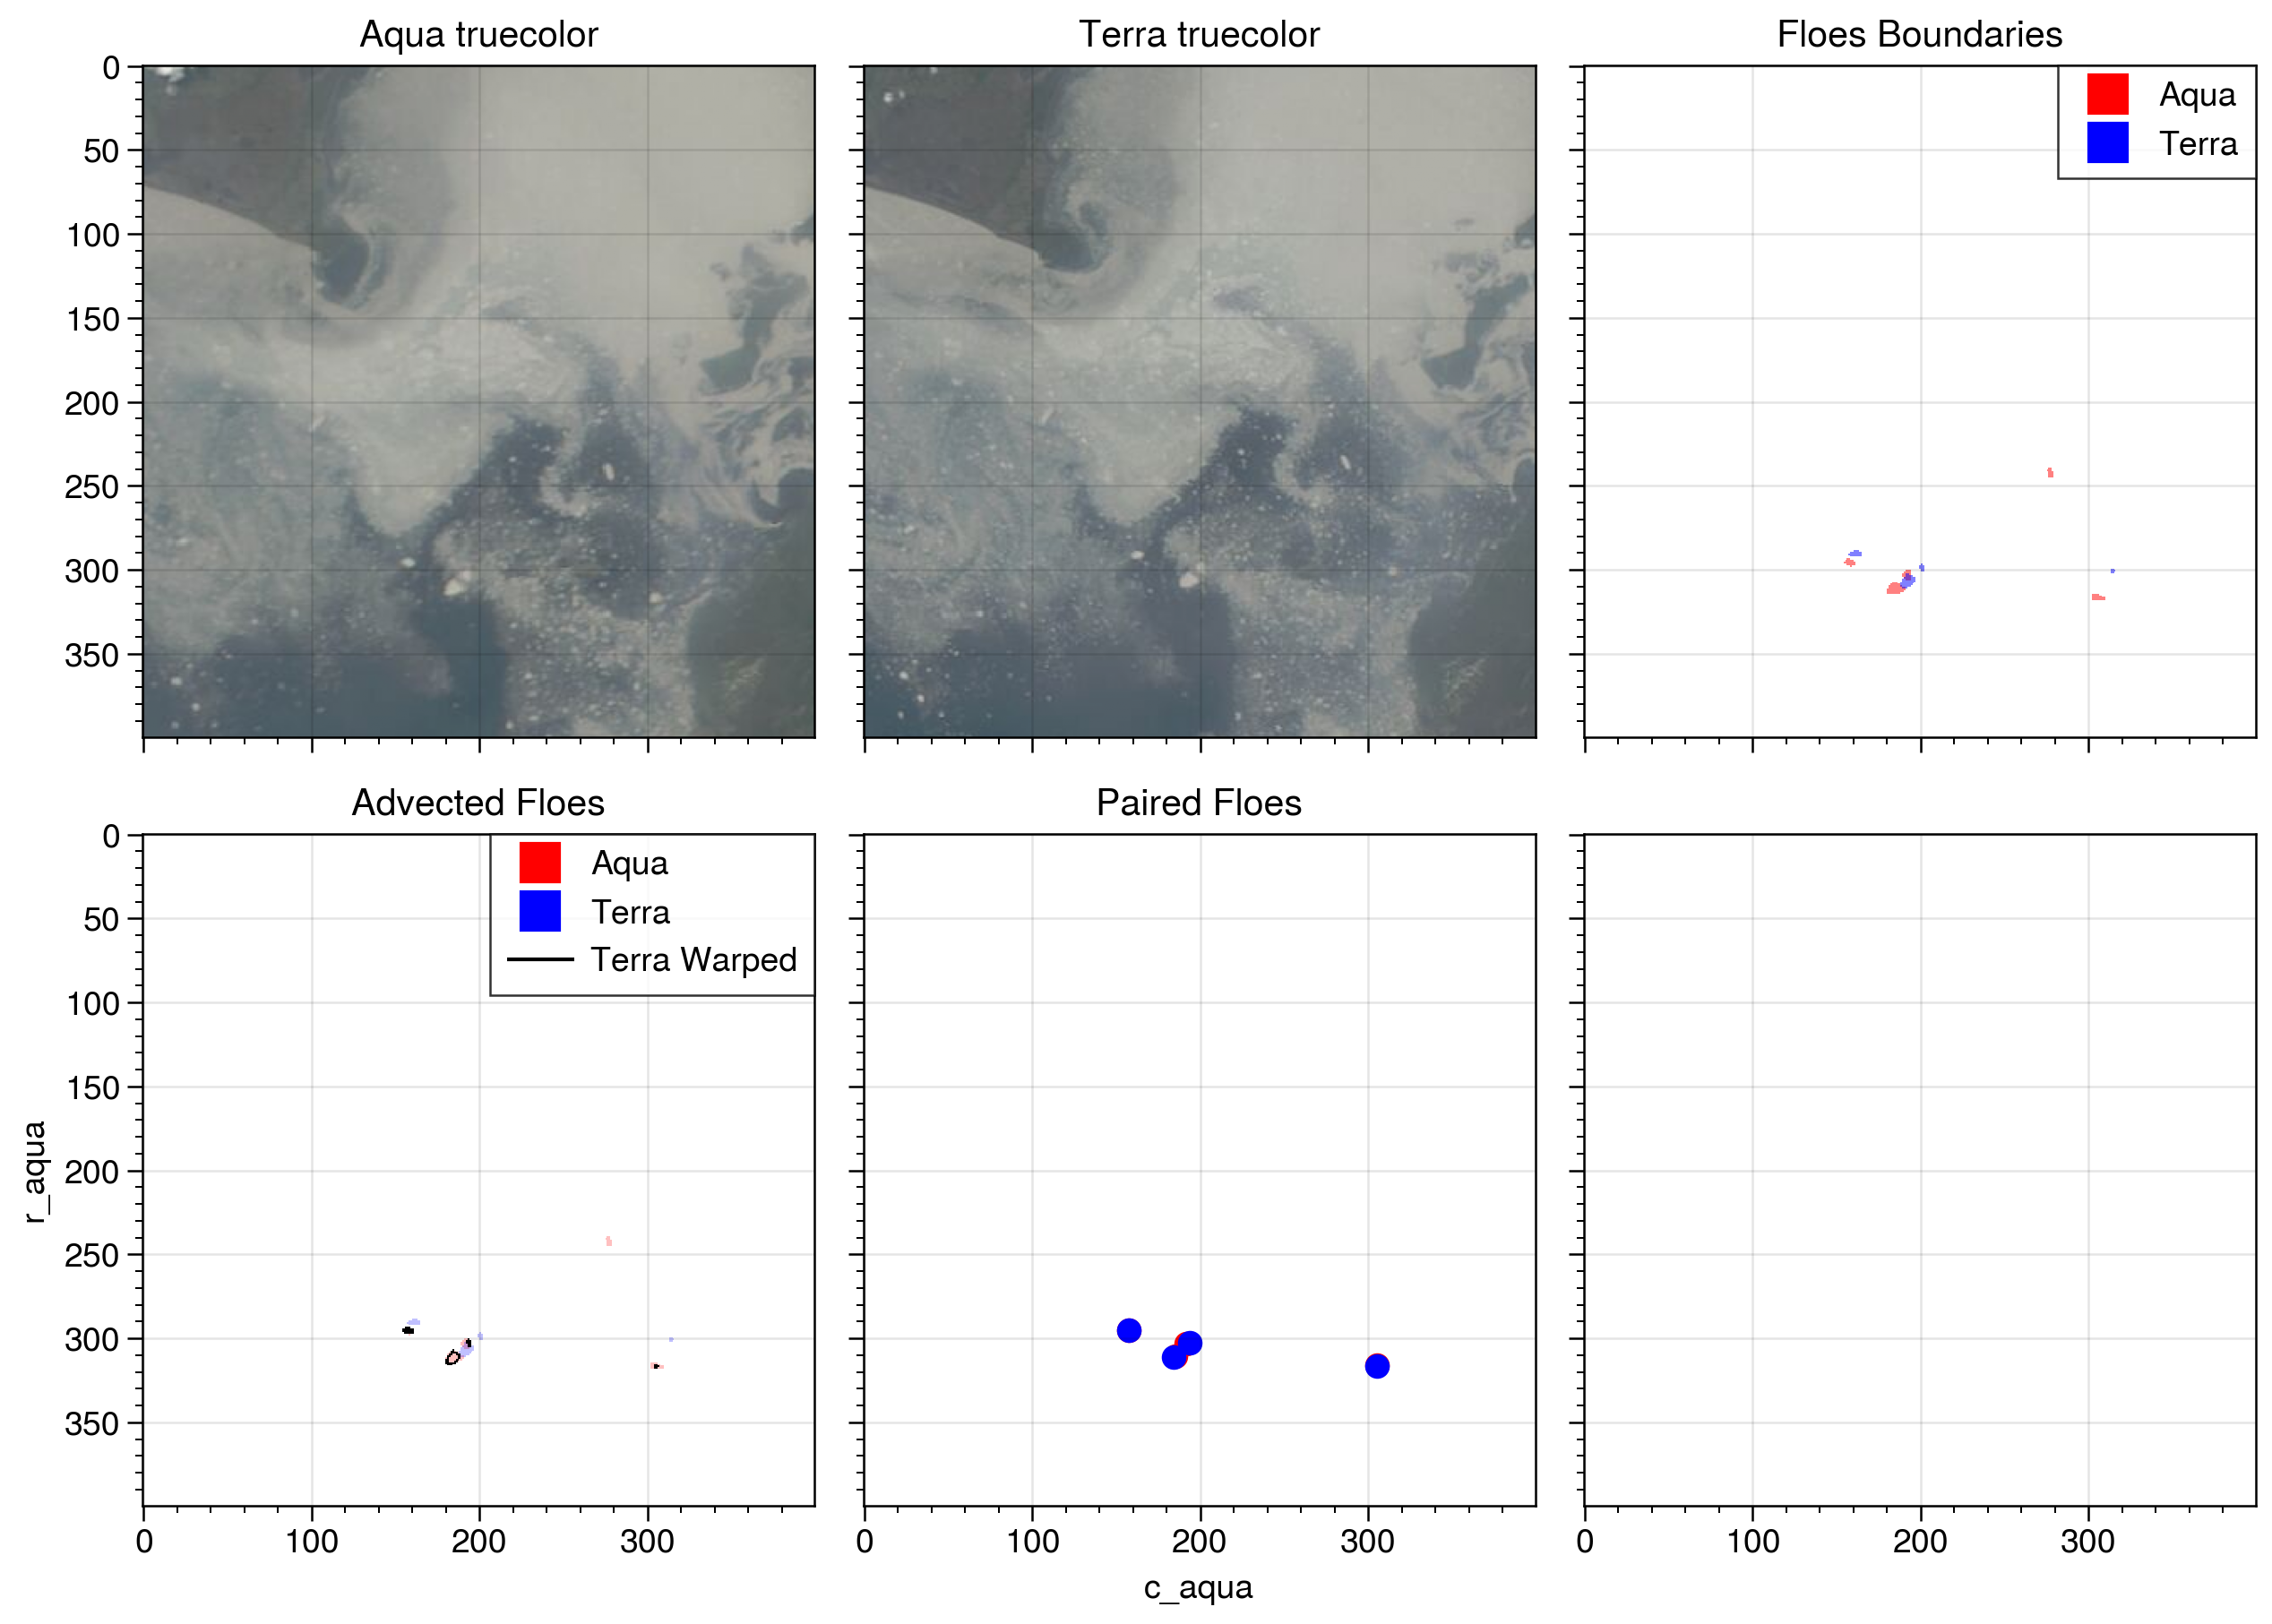 Aqua truecolor
Terra truecolor
Floes Boundaries
0
50
100
150
200
250
300
350
Aqua
Terra
Advected Floes
Paired Floes
0
50
100
150
200
250
300
350
r_aqua
Aqua
Terra
Terra Warped
0 100 200 300
0 100 200 300
0 100 200 300
c_aqua